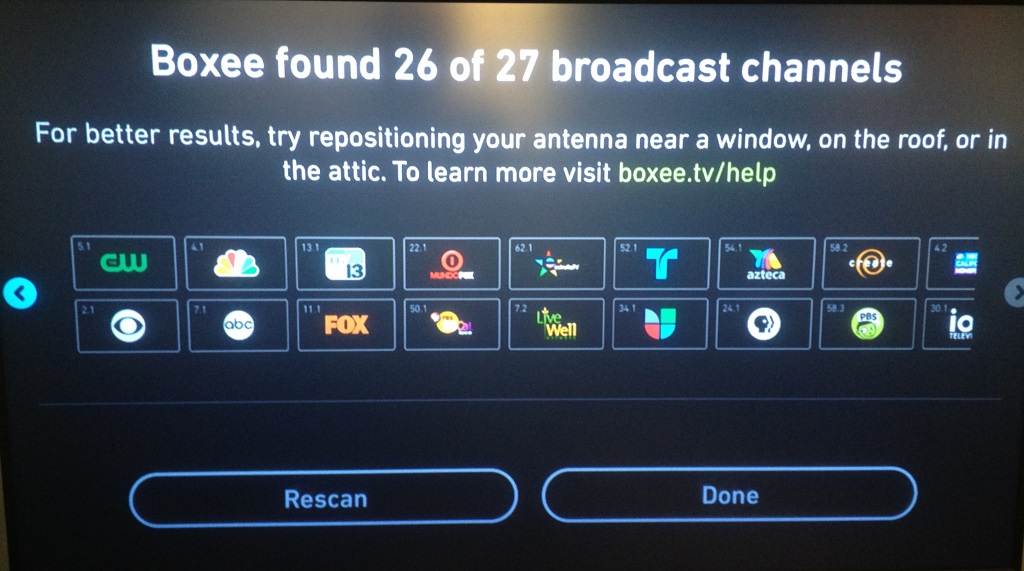 Boxee found 26 of 27 broadcast channels
For better results, try repositioning your antenna near a window, on the roof, or in
the attic. To learn more visit boxee.tv/help
5.1
CW
4.1
13.1
13
22.1
MUNDOFOX
62.1
52.1
T
54.1
azteca
58.2
create
4.2
2.1
7.1
abc
11.1
FOX
50.1
7.2
Live
Well
34.1
24.1
58.3
PBS
30.1
io
TELEV
Rescan
Done